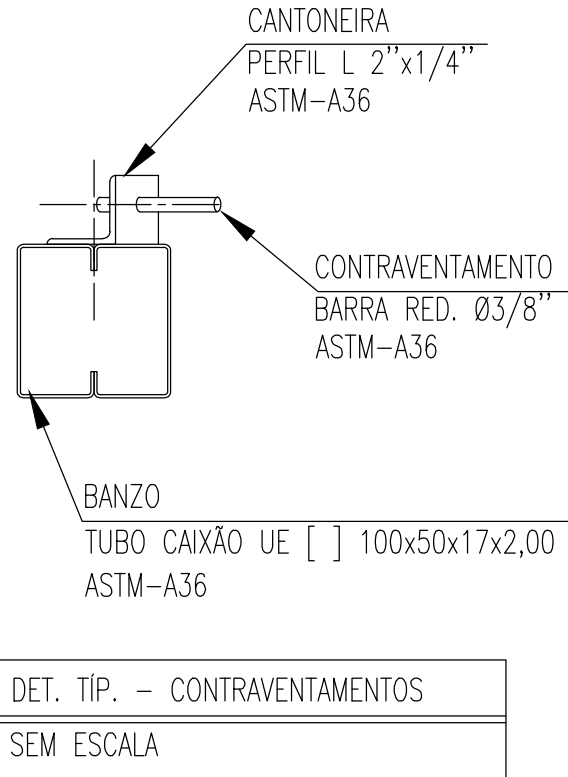 CANTONEIRA
PERFIL L 2’’x1/4’’
ASTM-A36
CONTRAVENTAMENTO
BARRA RED. Ø3/8’’
ASTM-A36
BANZO
TUBO CAIXÃO UE [ ] 100x50x17x2,00
ASTM-A36
DET. TÍP. - CONTRAVENTAMENTOS
SEM ESCALA